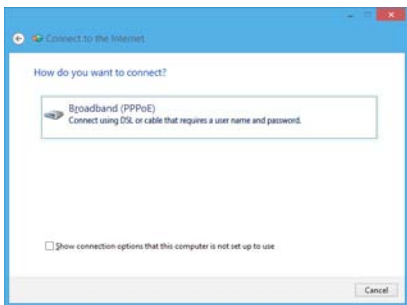 Connect to the Internet
How do you want to connect?
Broadband (PPPoE)
Connect using DSL or cable that requires a user name and password.
Show connection options that this computer is not set up to use
Cancel